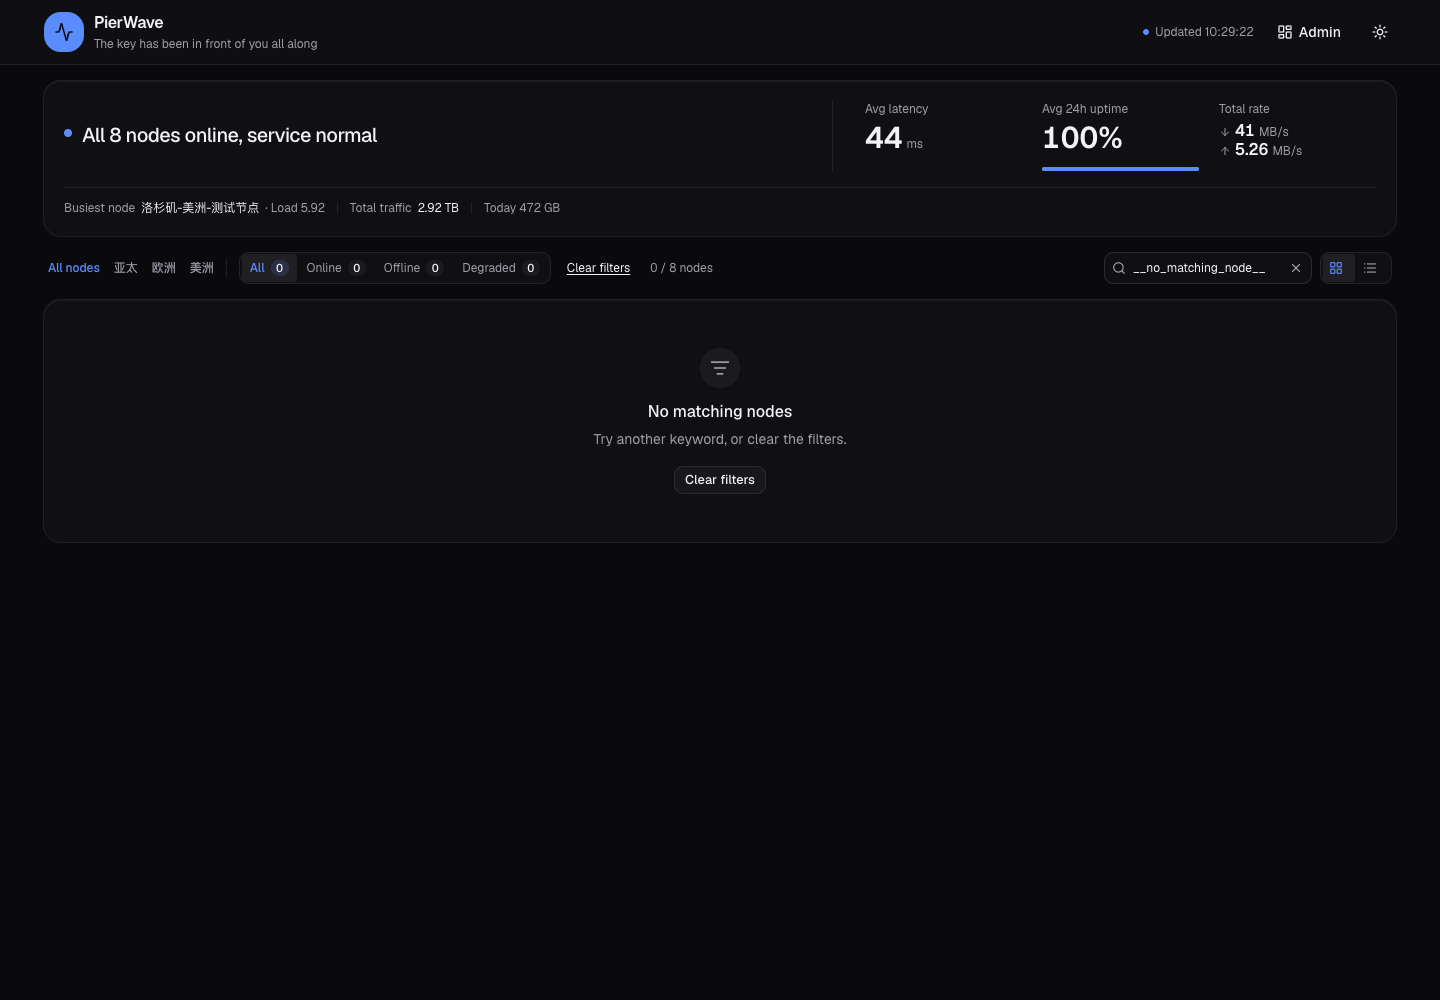 PierWave
The key has been in front of you all along
Updated 10:29:22
Admin
All 8 nodes online, service normal
Avg latency
44 ms
Avg 24h uptime
100%
Total rate
↓ 41 MB/s
↑ 5.26 MB/s
Busiest node 洛杉矶-美洲-测试节点 · Load 5.92
Total traffic 2.92 TB
Today 472 GB
All nodes 亚太 欧洲 美洲
All 0 Online 0 Offline 0 Degraded 0
Clear filters
0 / 8 nodes
__no_matching_node__
No matching nodes
Try another keyword, or clear the filters.
Clear filters